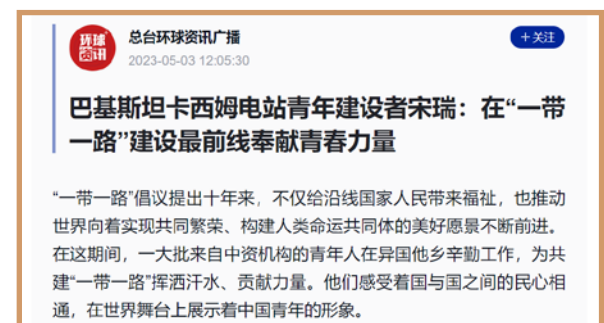 环球
资讯
总台环球资讯广播
+关注
2023-05-03 12:05:30
巴基斯坦卡西姆电站青年建设者宋瑞：在“一带
一路”建设最前线奉献青春力量
“一带一路”倡议提出十年来，不仅给沿线国家人民带来福祉，也推动
世界向着实现共同繁荣、构建人类命运共同体的美好愿景不断前进。
在这期间，一大批来自中资机构的青年人在异国他乡辛勤工作，为共
建“一带一路”挥洒汗水、贡献力量。他们感受着国与国之间的民心相
通，在世界舞台上展示着中国青年的形象。